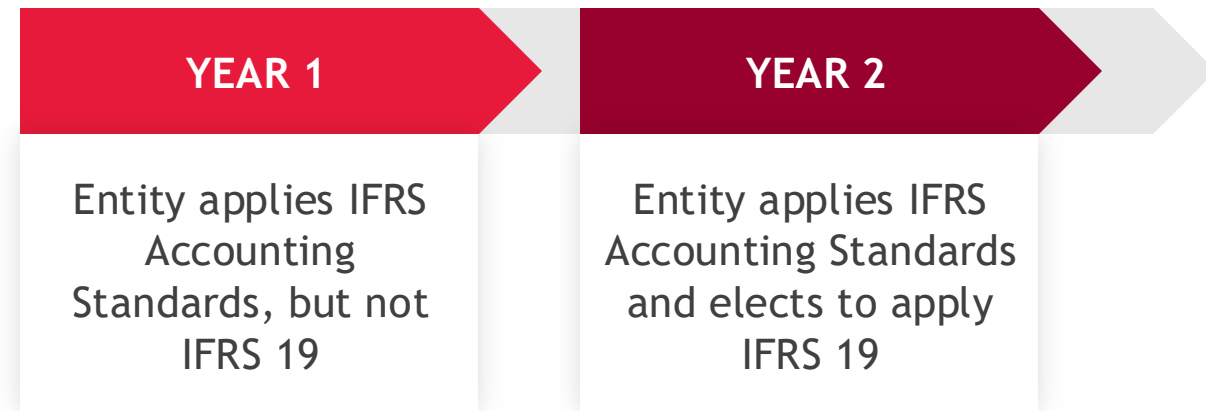 YEAR 1
YEAR 2
Entity applies IFRS
Accounting
Standards, but not
IFRS 19
Entity applies IFRS
Accounting Standards
and elects to apply
IFRS 19